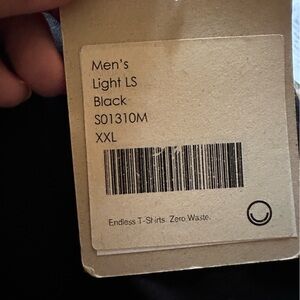 Men's
Light LS
Black
S01310M
XXL
Endless T-Shirts. Zero Waste.